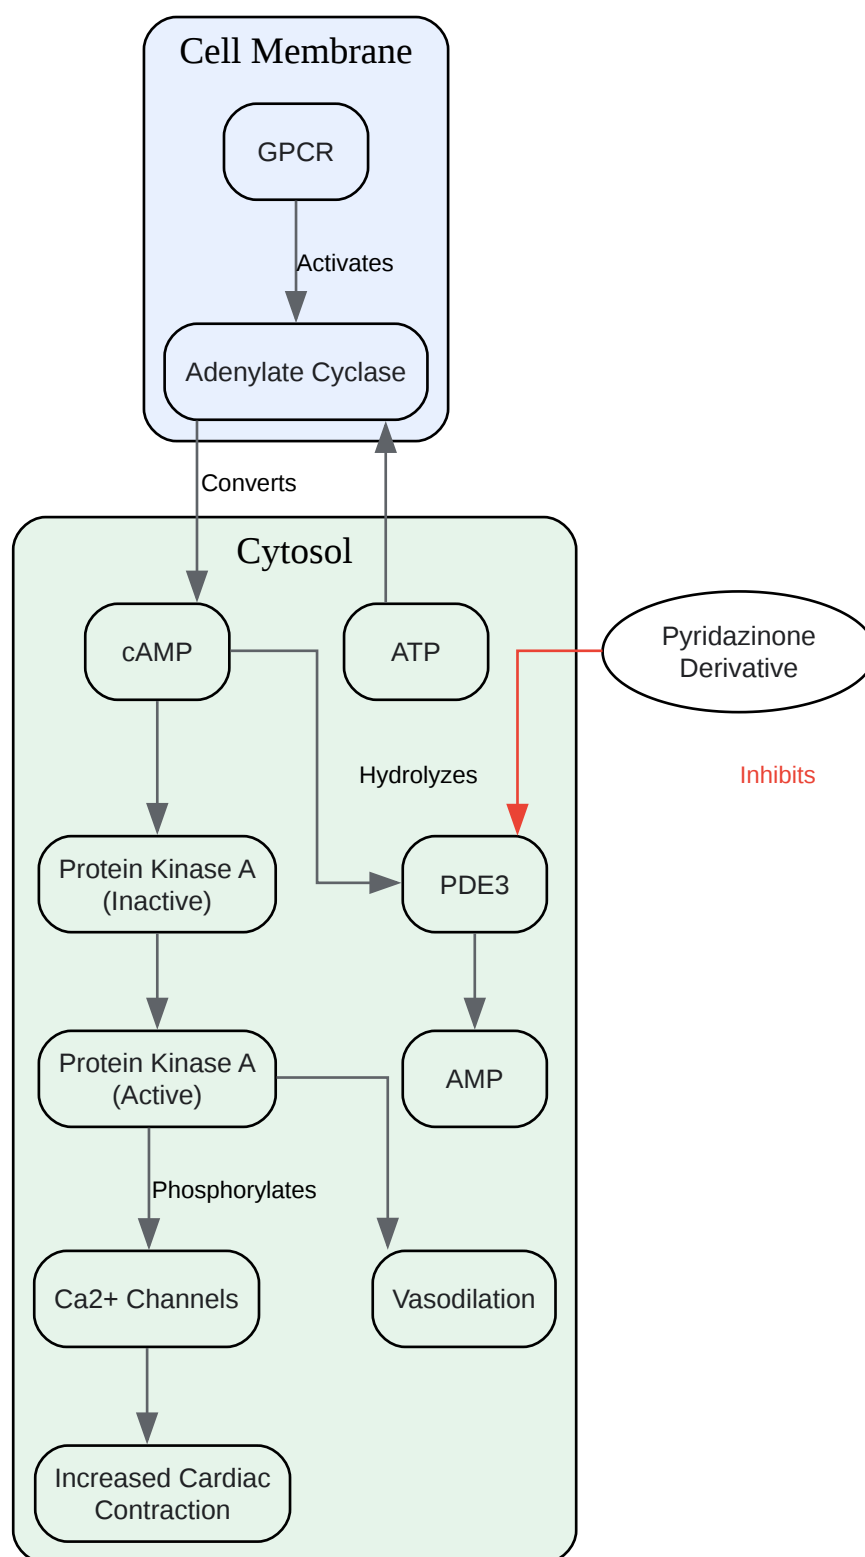 Cell Membrane
GPCR
Activates
Adenylate Cyclase
Converts
Cytosol
cAMP
ATP
Pyridazinone
Derivative
Hydrolyzes
Inhibits
Protein Kinase A
(Inactive)
PDE3
Protein Kinase A
(Active)
AMP
Phosphorylates
Ca2+ Channels
Vasodilation
Increased Cardiac
Contraction